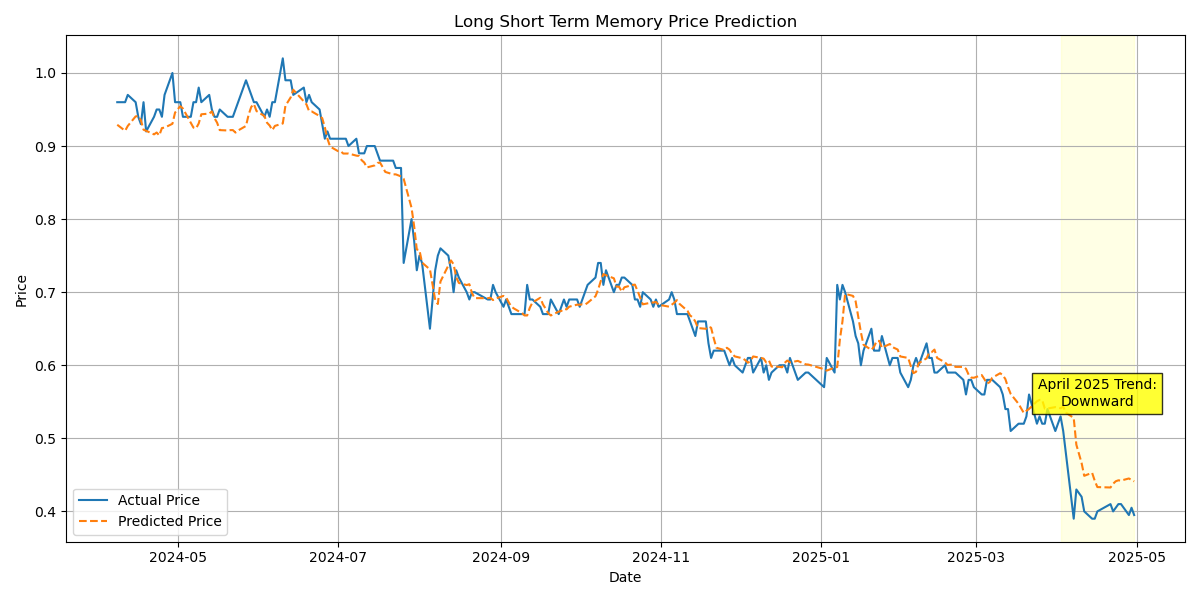 Long Short Term Memory Price Prediction
1.0
0.9
0.8
0.7
0.6
0.5
0.4
Price
April 2025 Trend:
Downward
Actual Price
Predicted Price
2024-05
2024-07
2024-09
2024-11
2025-01
2025-03
2025-05
Date